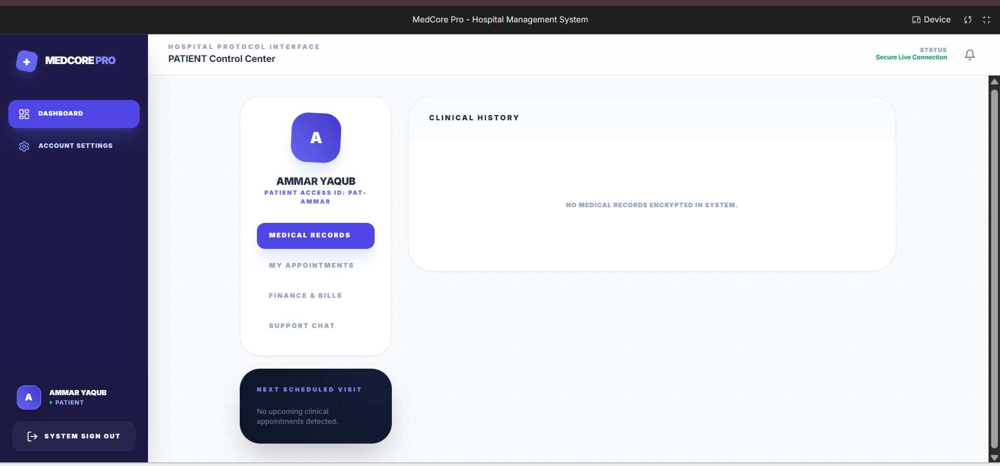 MedCore Pro - Hospital Management System
Device
MEDCORE PRO
HOSPITAL PROTOCOL INTERFACE
PATIENT Control Center
STATUS
Secure Live Connection
DASHBOARD
ACCOUNT SETTINGS
A
AMMAR YAQUB
PATIENT ACCESS ID: PAT-
AMMAR
MEDICAL RECORDS
MY APPOINTMENTS
FINANCE & BILLS
SUPPORT CHAT
CLINICAL HISTORY
NO MEDICAL RECORDS ENCRYPTED IN SYSTEM.
NEXT SCHEDULED VISIT
No upcoming clinical
appointments detected.
A
AMMAR YAQUB
PATIENT
SYSTEM SIGN OUT